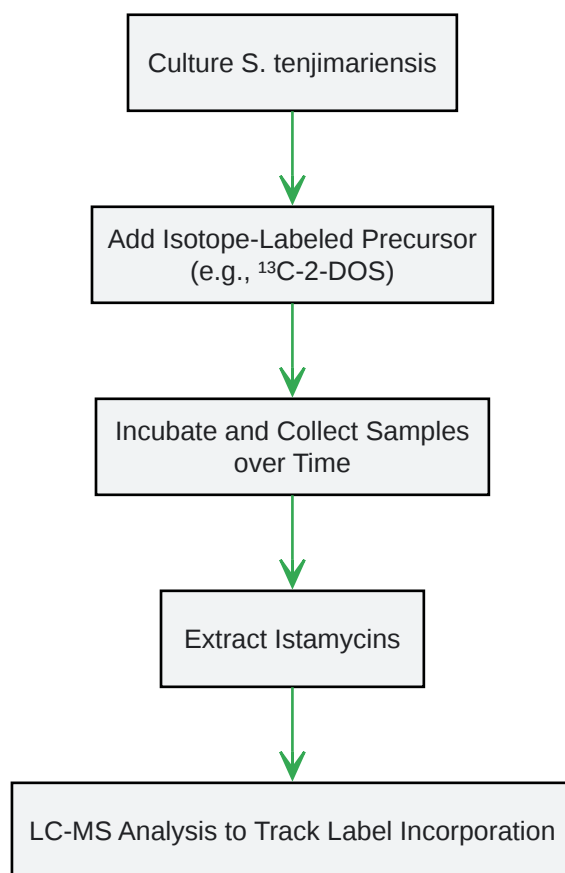 Culture S. tenjimariensis
Add Isotope-Labeled Precursor
(e.g., ¹³C-2-DOS)
Incubate and Collect Samples
over Time
Extract Istamycins
LC-MS Analysis to Track Label Incorporation